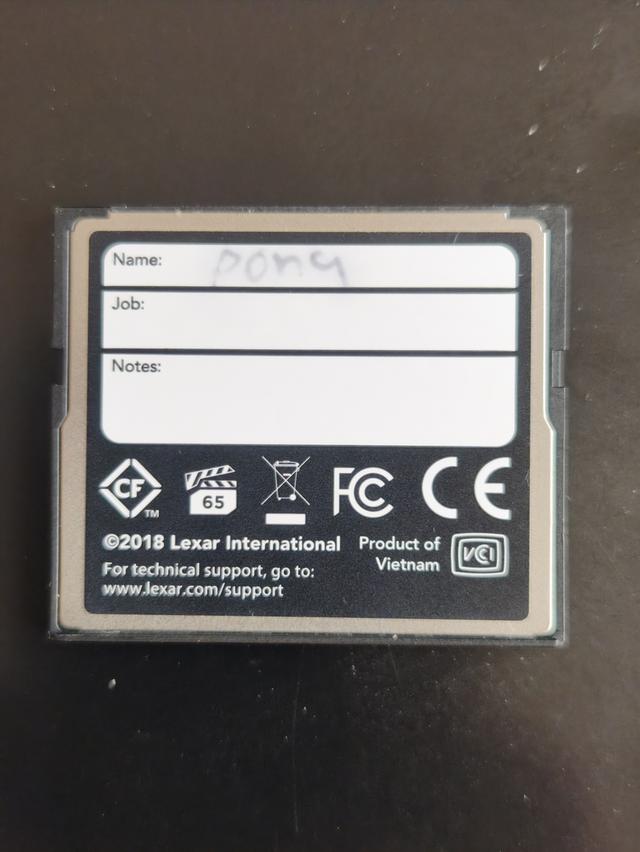 Name: pony
Job:
Notes:
CF TM
65
FC CE
©2018 Lexar International
Product of Vietnam
VCCI
For technical support, go to:
www.lexar.com/support